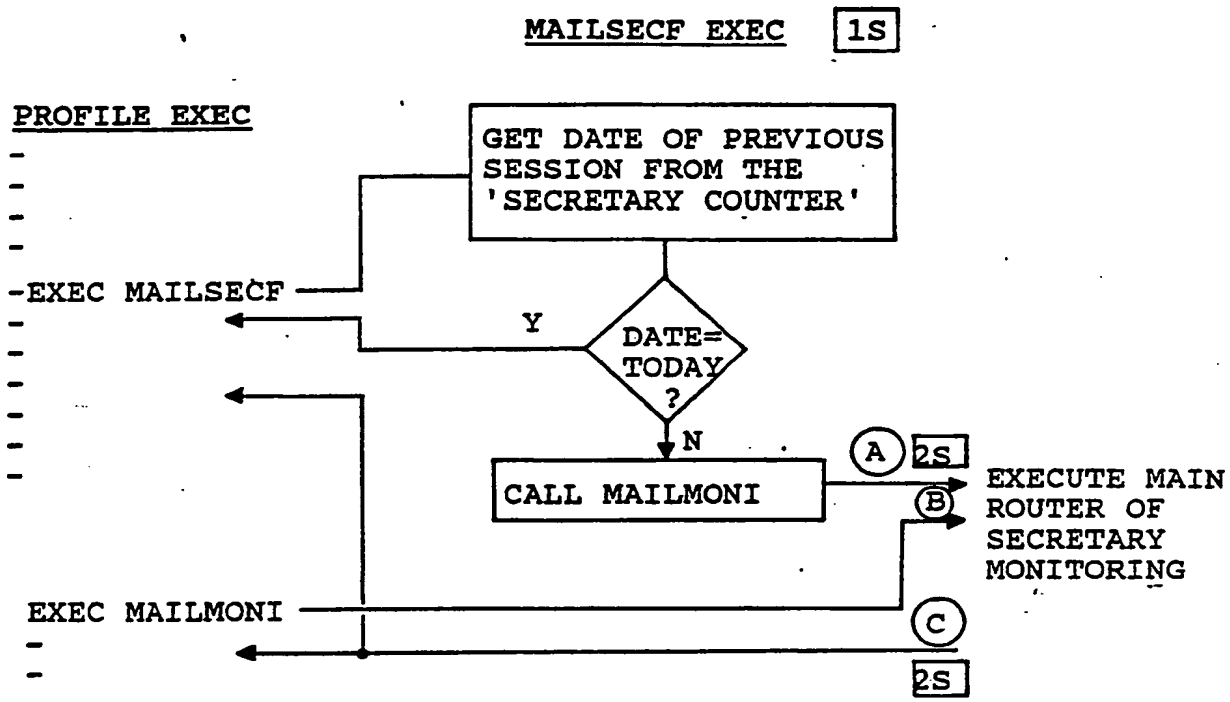 MAILSECF EXEC 1S
PROFILE EXEC
GET DATE OF PREVIOUS
SESSION FROM THE
'SECRETARY COUNTER'
-EXEC MAILSECF
Y
DATE=
TODAY
?
N
CALL MAILMONI
A 2S
B
EXECUTE MAIN
ROUTER OF
SECRETARY
MONITORING
EXEC MAILMONI
C
2S